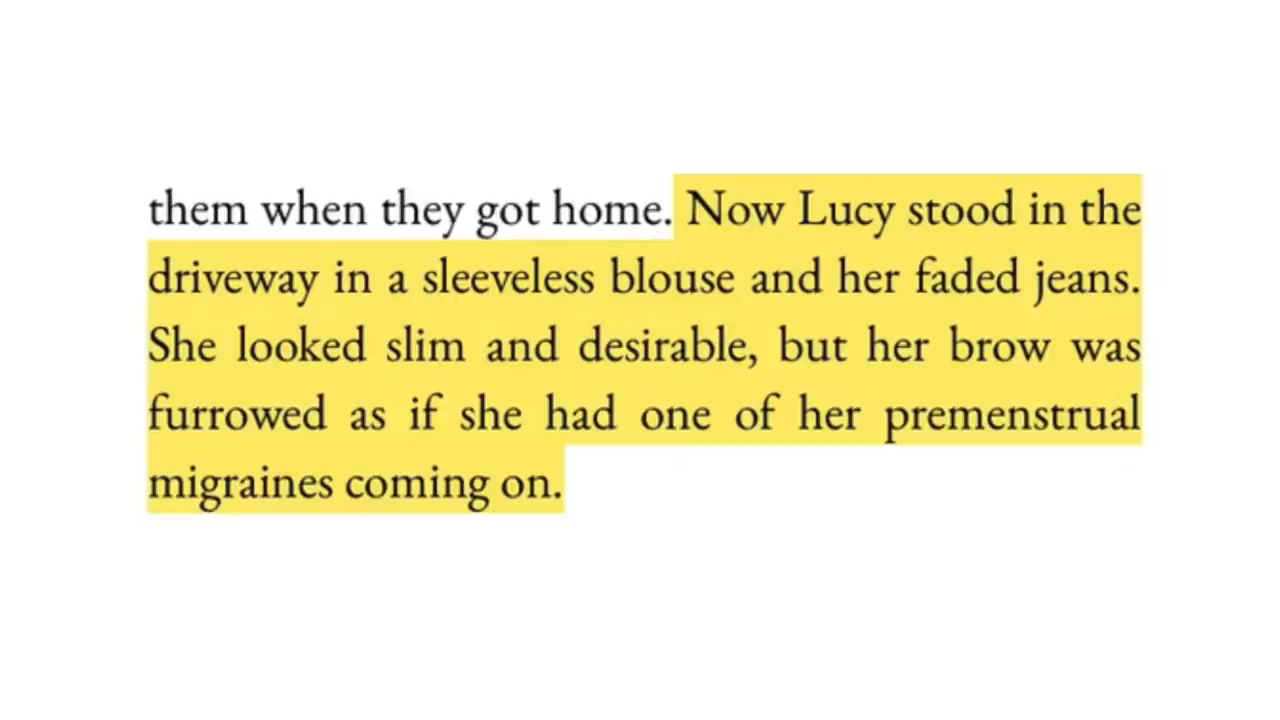 them when they got home. Now Lucy stood in the
driveway in a sleeveless blouse and her faded jeans.
She looked slim and desirable, but her brow was
furrowed as if she had one of her premenstrual
migraines coming on.